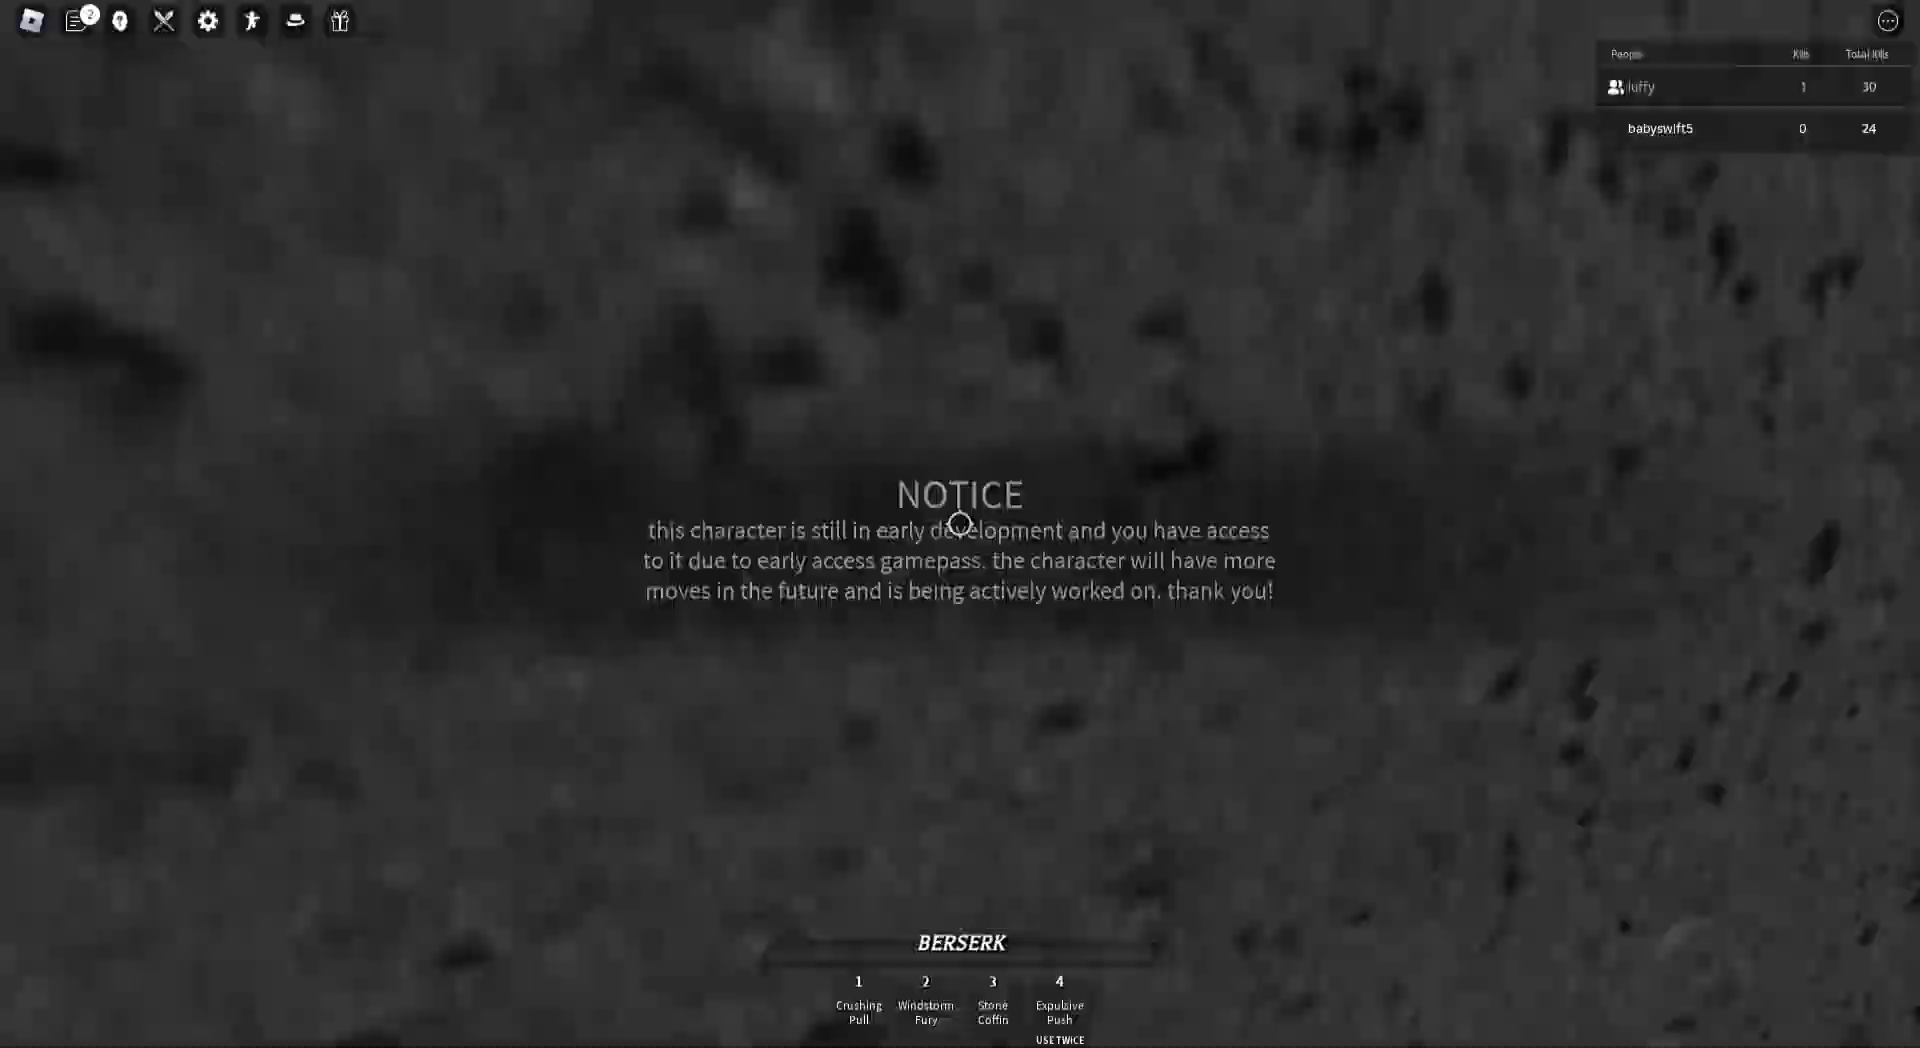 2
People Kills Total Kills
luffy 1 30
babyswift5 0 24
NOTICE
this character is still in early development and you have access
to it due to early access gamepass. the character will have more
moves in the future and is being actively worked on. thank you!
BERSERK
1 2 3 4
Crushing Windstorm Stone Expulsive
Pull Fury Coffin Push
USE TWICE